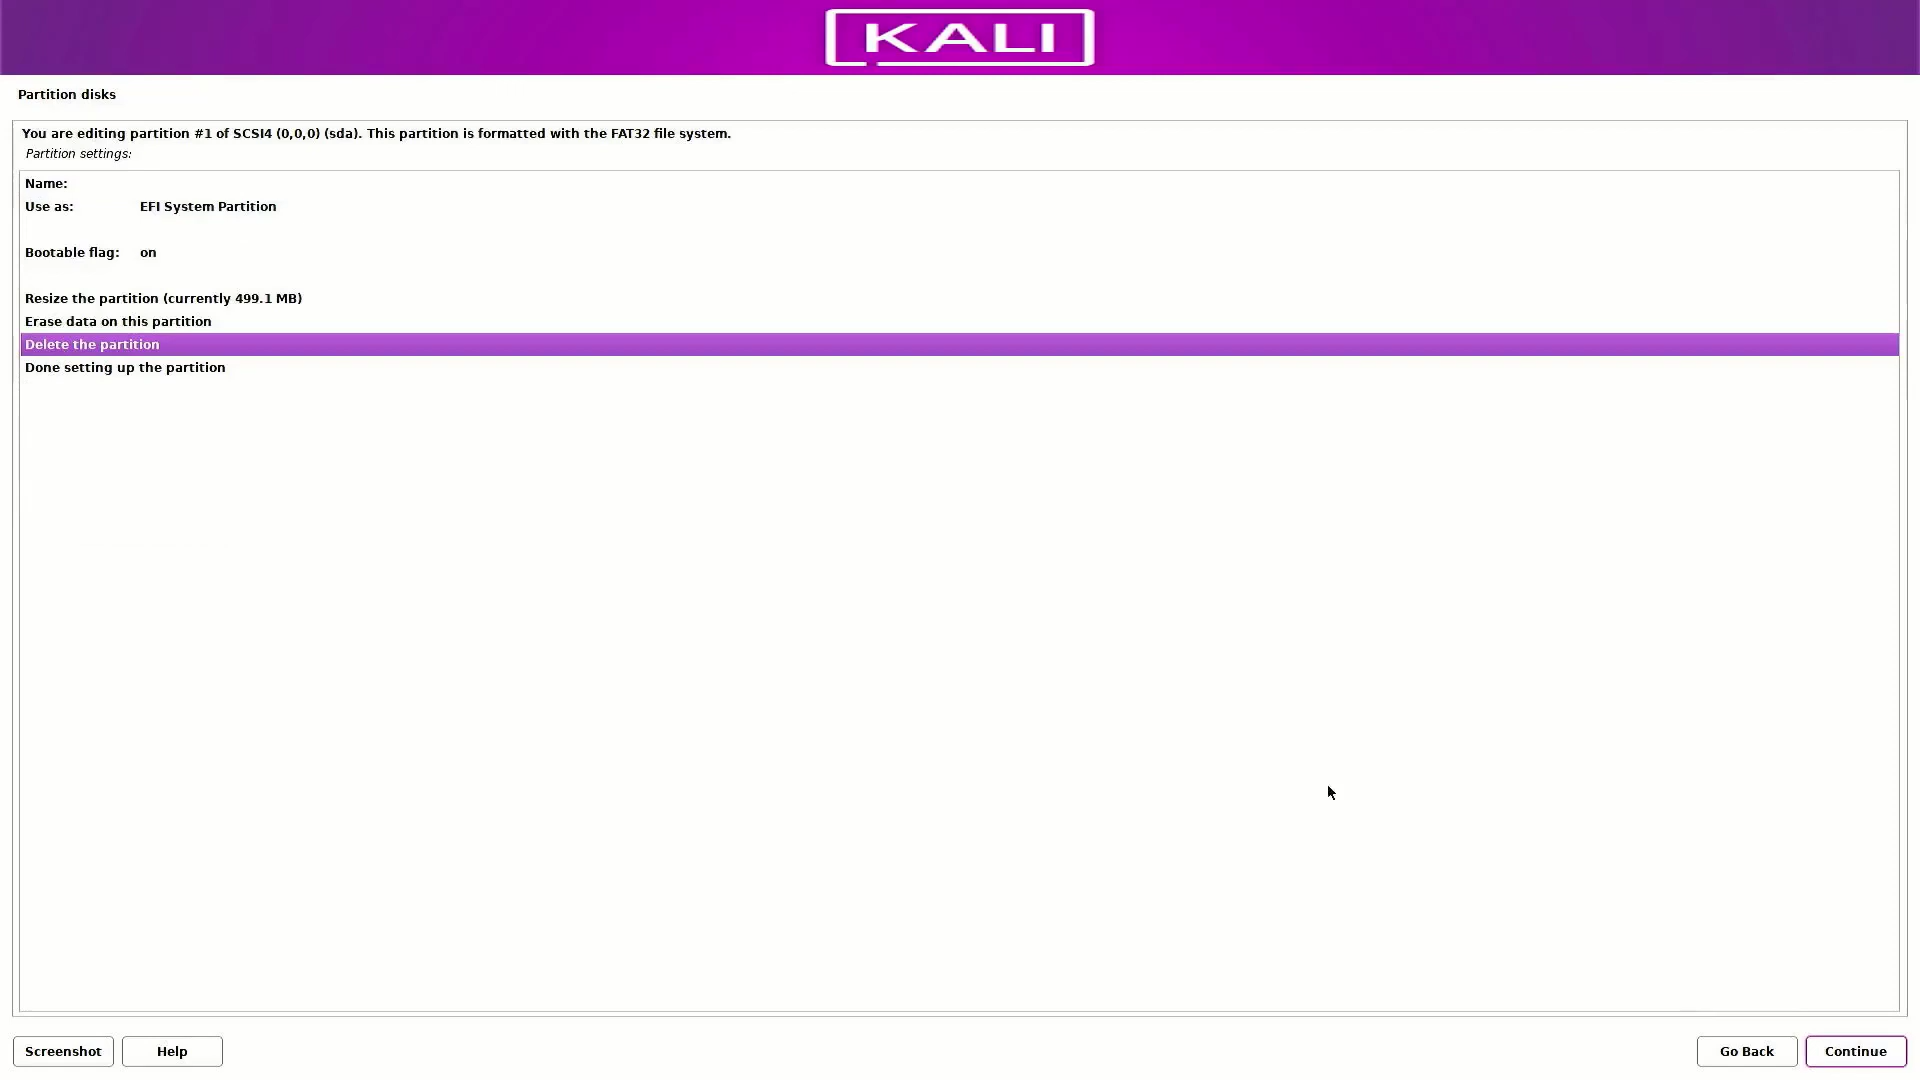 KALI
Partition disks
You are editing partition #1 of SCSI4 (0,0,0) (sda). This partition is formatted with the FAT32 file system.
Partition settings:
Name:
Use as: EFI System Partition
Bootable flag: on
Resize the partition (currently 499.1 MB)
Erase data on this partition
Delete the partition
Done setting up the partition
Screenshot Help Go Back Continue